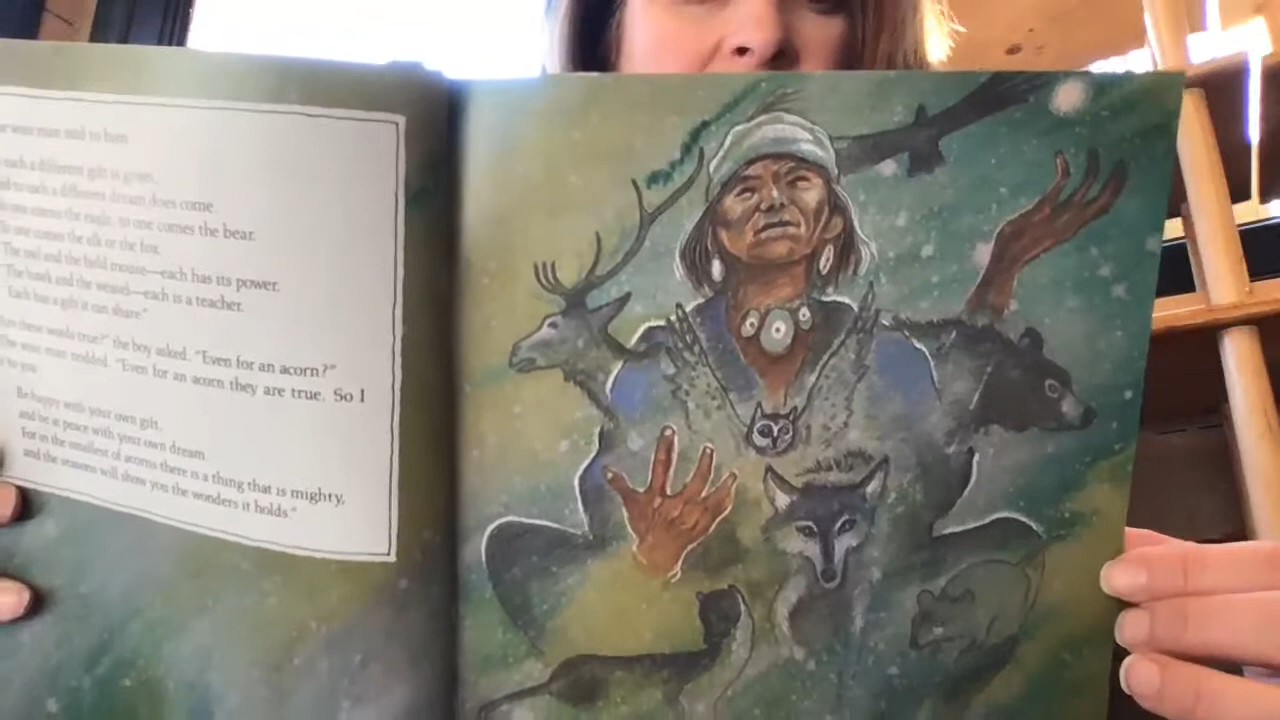 wise man said to him
each a different gift is given,
to each a different dream does come.
To one comes the eagle, to one comes the bear.
To one comes the elk or the fox.
The owl and the field mouse—each has its power.
The hawk and the weasel—each is a teacher.
Each has a gift it can share."
these words true?" the boy asked. "Even for an acorn?"
The wise man nodded. "Even for an acorn they are true. So I
to you
Be happy with your own gift,
and be at peace with your own dream
For in the smallest of acorns there is a thing that is mighty,
and the seasons will show you the wonders it holds."